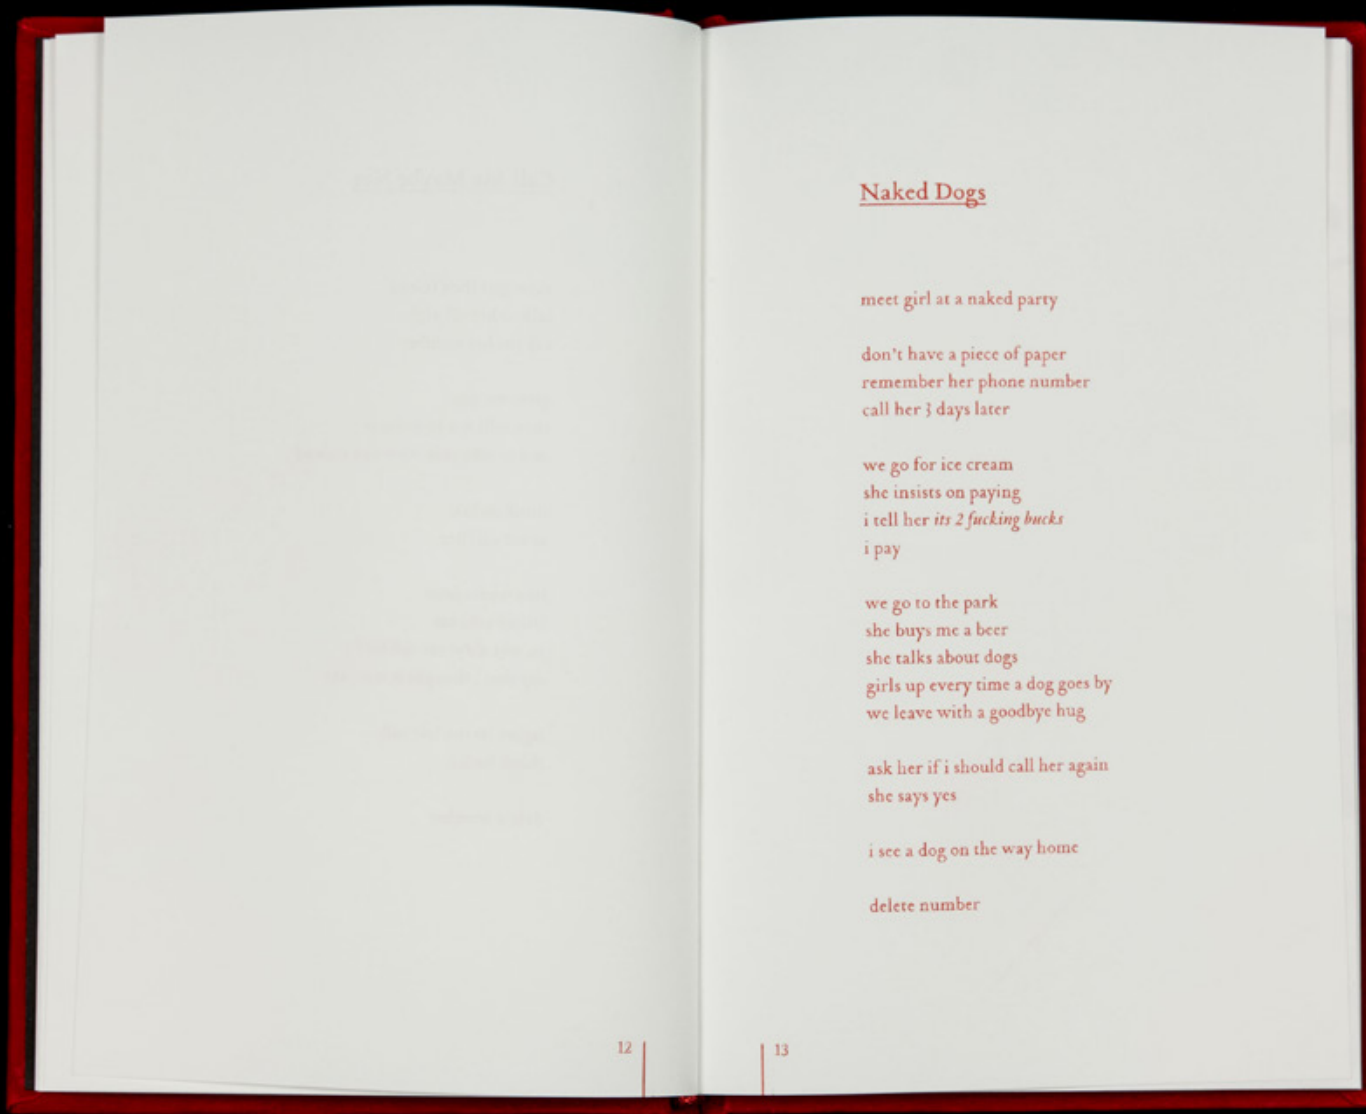 Naked Dogs
meet girl at a naked party
don't have a piece of paper
remember her phone number
call her 3 days later
we go for ice cream
she insists on paying
i tell her its 2 fucking bucks
i pay
we go to the park
she buys me a beer
she talks about dogs
girls up every time a dog goes by
we leave with a goodbye hug
ask her if i should call her again
she says yes
i see a dog on the way home
delete number
12
13